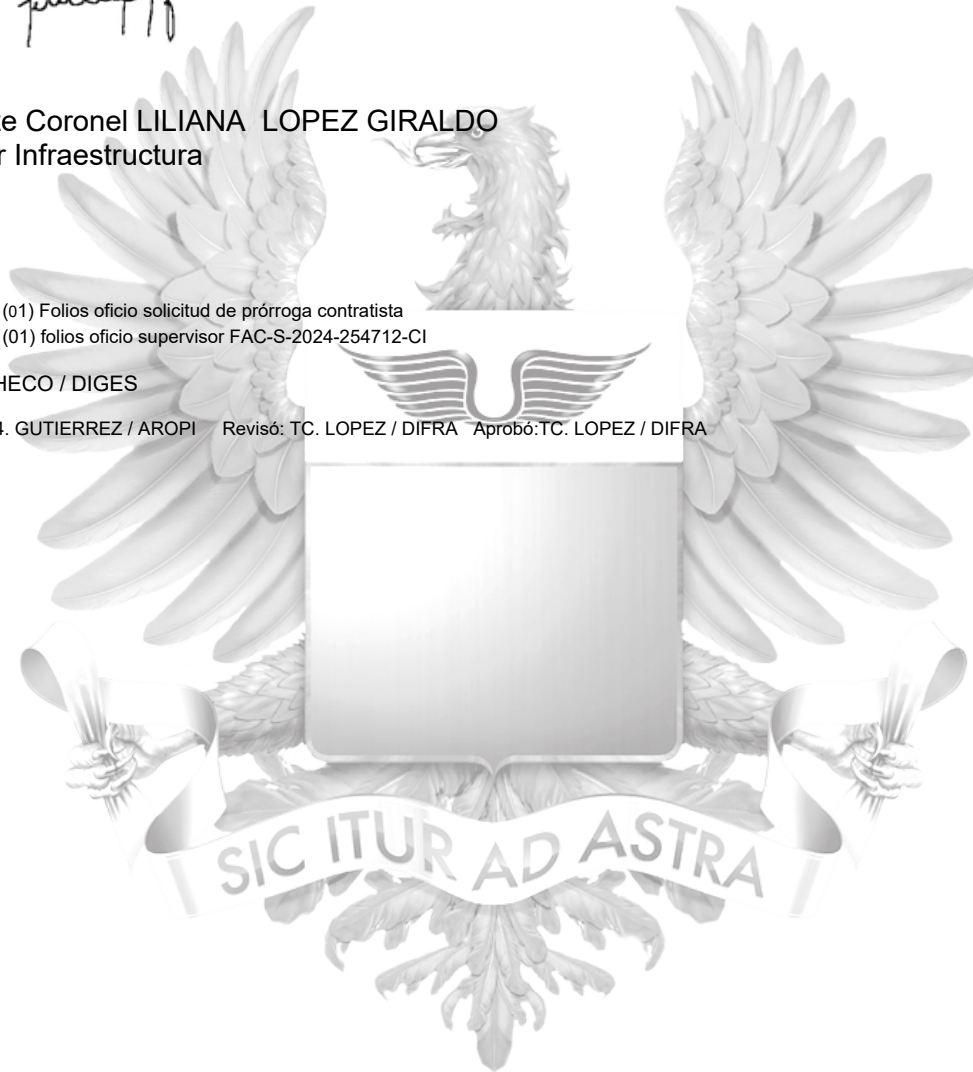 te Coronel LILIANA  LOPEZ GIRALDO
r Infraestructura
(01) Folios oficio solicitud de prórroga contratista
(01) folios oficio supervisor FAC-S-2024-254712-CI
HECO / DIGES
4. GUTIERREZ / AROPI Revisó: TC. LOPEZ / DIFRA Aprobó:TC. LOPEZ / DIFRA
SIC ITUR AD ASTRA